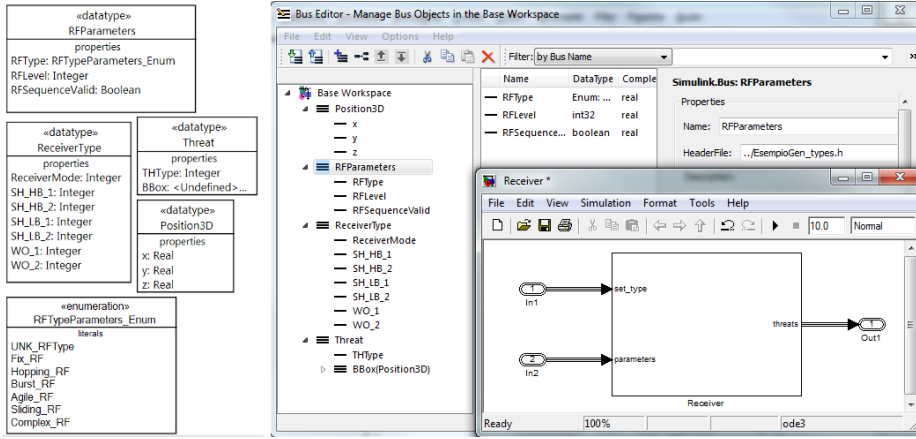 «datatype»
RFParameters
properties
RFType: RFTypeParameters_Enum
RFLevel: Integer
RFSequenceValid: Boolean
«datatype»
ReceiverType
properties
ReceiverMode: Integer
SH_HB_1: Integer
SH_HB_2: Integer
SH_LB_1: Integer
SH_LB_2: Integer
WO_1: Integer
WO_2: Integer
«datatype»
Threat
properties
THType: Integer
BBox: <Undefined>...
«datatype»
Position3D
properties
x: Real
y: Real
z: Real
«enumeration»
RFTypeParameters_Enum
literals
UNK_RFType
Fix_RF
Hopping_RF
Burst_RF
Agile_RF
Sliding_RF
Complex_RF
Bus Editor - Manage Bus Objects in the Base Workspace
File Edit View Options Help
Filter: by Bus Name
Base Workspace
Position3D
x
y
z
RFParameters
RFType
RFLevel
RFSequenceValid
ReceiverType
ReceiverMode
SH_HB_1
SH_HB_2
SH_LB_1
SH_LB_2
WO_1
WO_2
Threat
THType
BBox(Position3D)
Name DataType Comple
RFType Enum: ... real
RFLevel int32 real
RFSequence... boolean real
Simulink.Bus: RFParameters
Properties
Name: RFParameters
HeaderFile: ../EsempioGen_types.h
Receiver *
File Edit View Simulation Format Tools Help
10.0 Normal
1
In1
set_type
threats
1
Out1
2
In2
parameters
Receiver
Ready 100% ode3